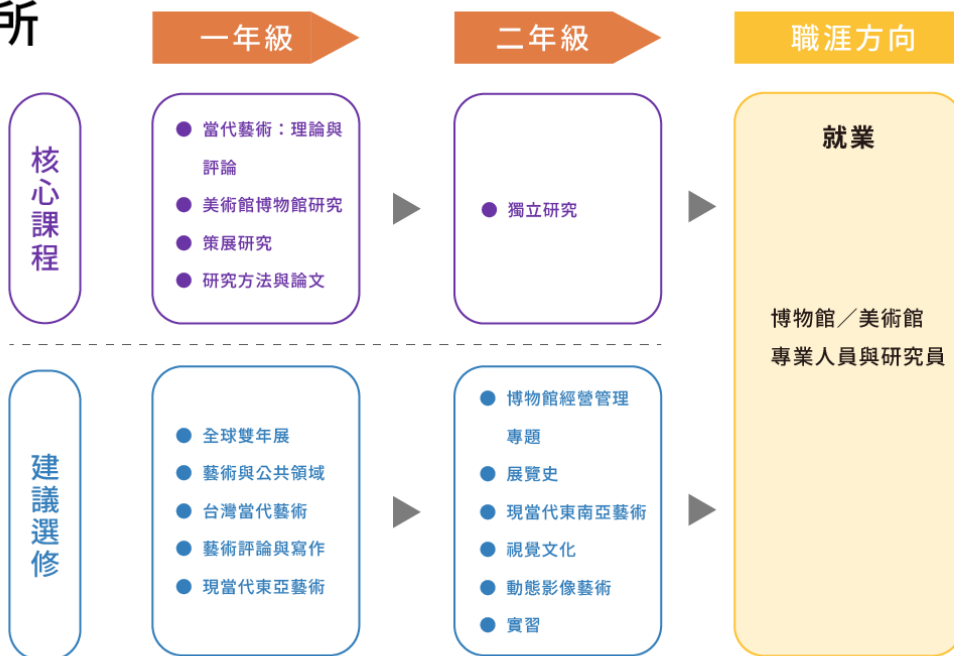 所
一年級
二年級
職涯方向
核心課程
當代藝術：理論與
評論
美術館博物館研究
策展研究
研究方法與論文
獨立研究
就業
博物館／美術館
專業人員與研究員
建議選修
全球雙年展
藝術與公共領域
台灣當代藝術
藝術評論與寫作
現當代東亞藝術
博物館經營管理
專題
展覽史
現當代東南亞藝術
視覺文化
動態影像藝術
實習